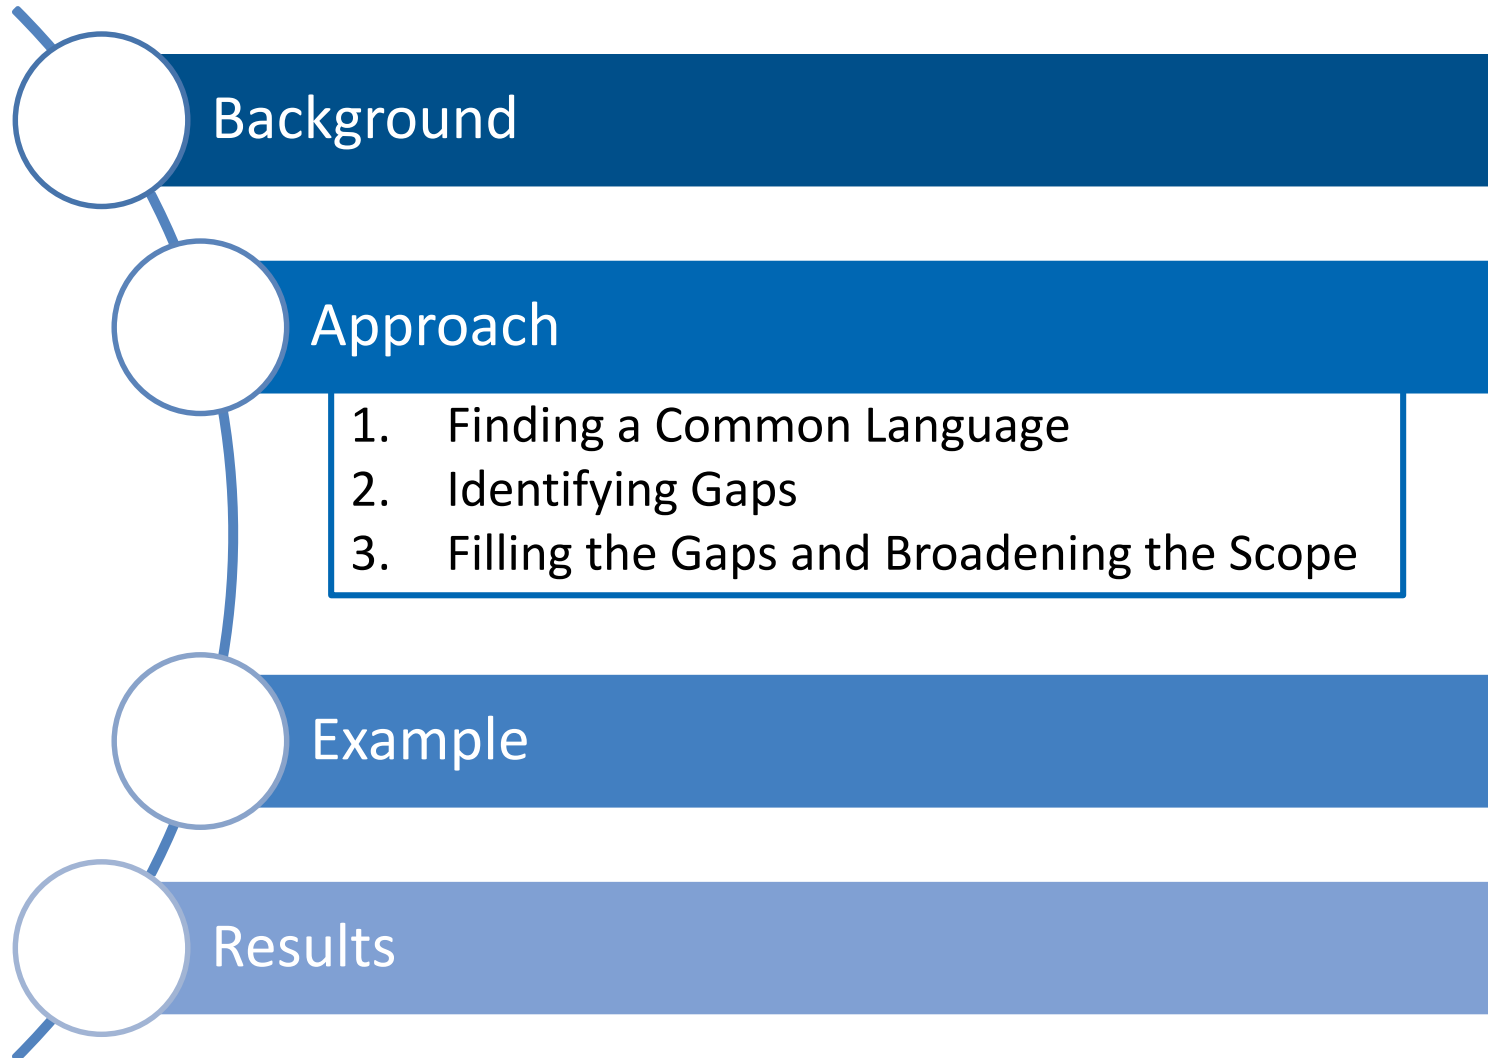 Background
Approach
1. Finding a Common Language
2. Identifying Gaps
3. Filling the Gaps and Broadening the Scope
Example
Results